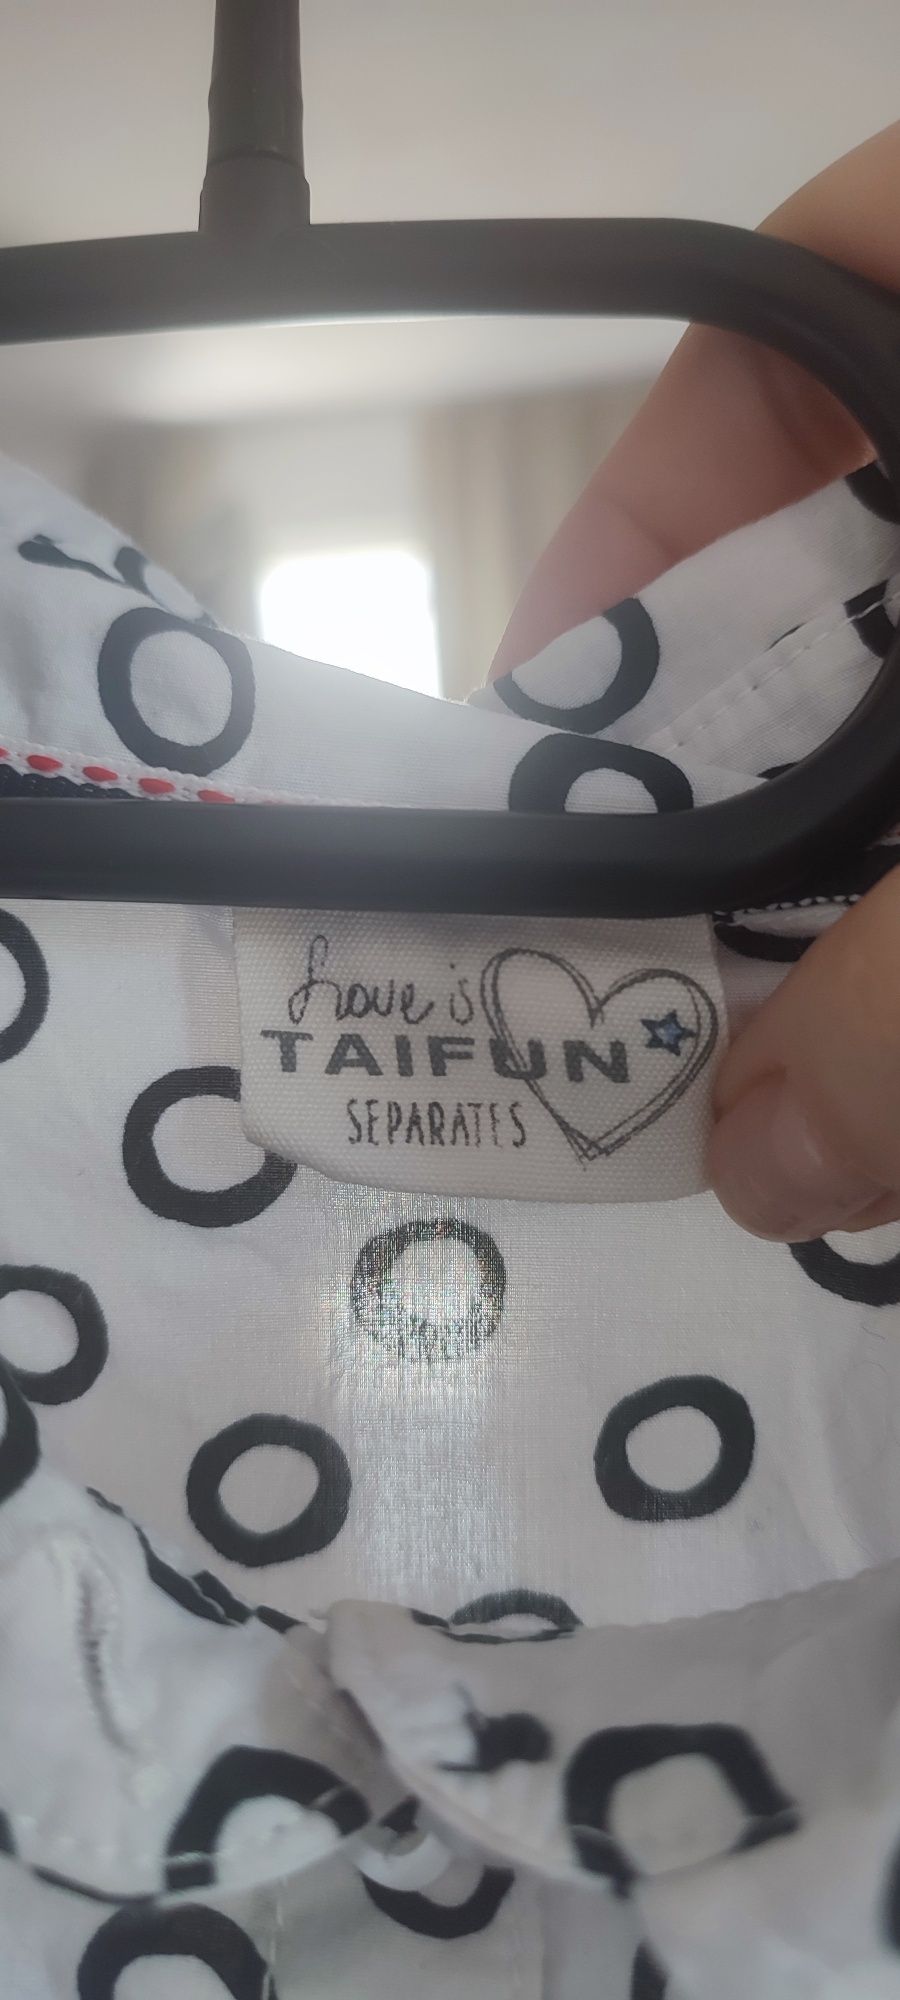 Love is
TAIFUN
SEPARATES